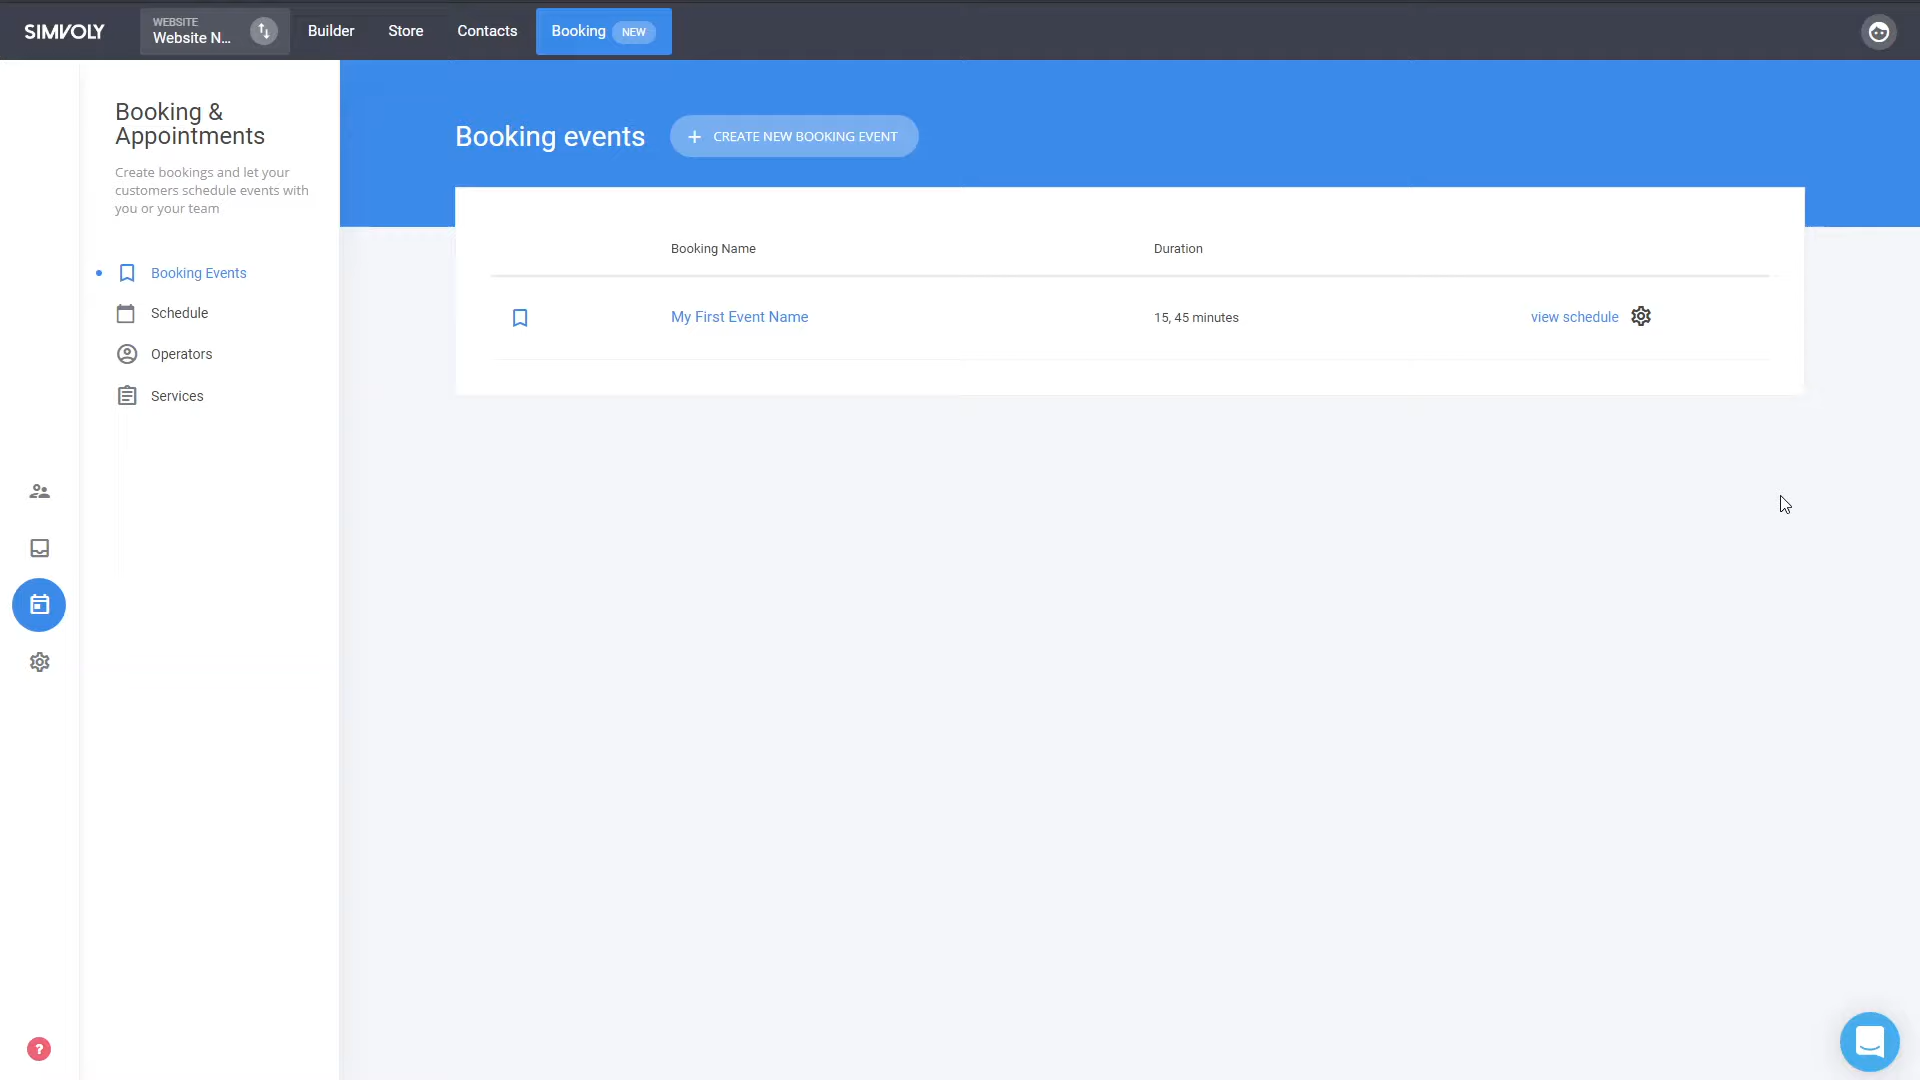 SIMVOLY
WEBSITE
Website N...
Builder
Store
Contacts
Booking NEW
Booking &
Appointments
Create bookings and let your
customers schedule events with
you or your team
Booking Events
Schedule
Operators
Services
?
Booking events
+ CREATE NEW BOOKING EVENT
Booking Name
Duration
My First Event Name
15, 45 minutes
view schedule